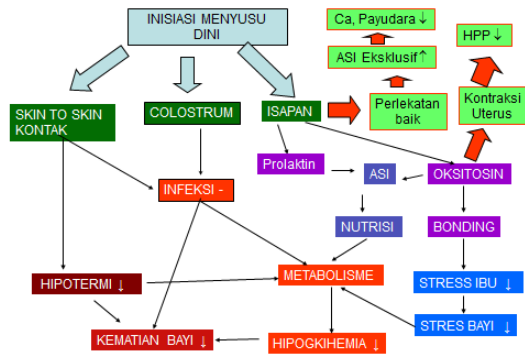 INISIASI MENYUSU
DINI
Ca, Payudara ↓
HPP ↓
ASI Eksklusif↑
SKIN TO SKIN
KONTAK
COLOSTRUM
ISAPAN
Perlekatan
baik
Kontraksi
Uterus
Prolaktin
ASI
OKSITOSIN
INFEKSI -
NUTRISI
BONDING
HIPOTERMI ↓
METABOLISME
STRESS IBU ↓
KEMATIAN BAYI ↓
HIPOGKIHEMIA ↓
STRES BAYI ↓